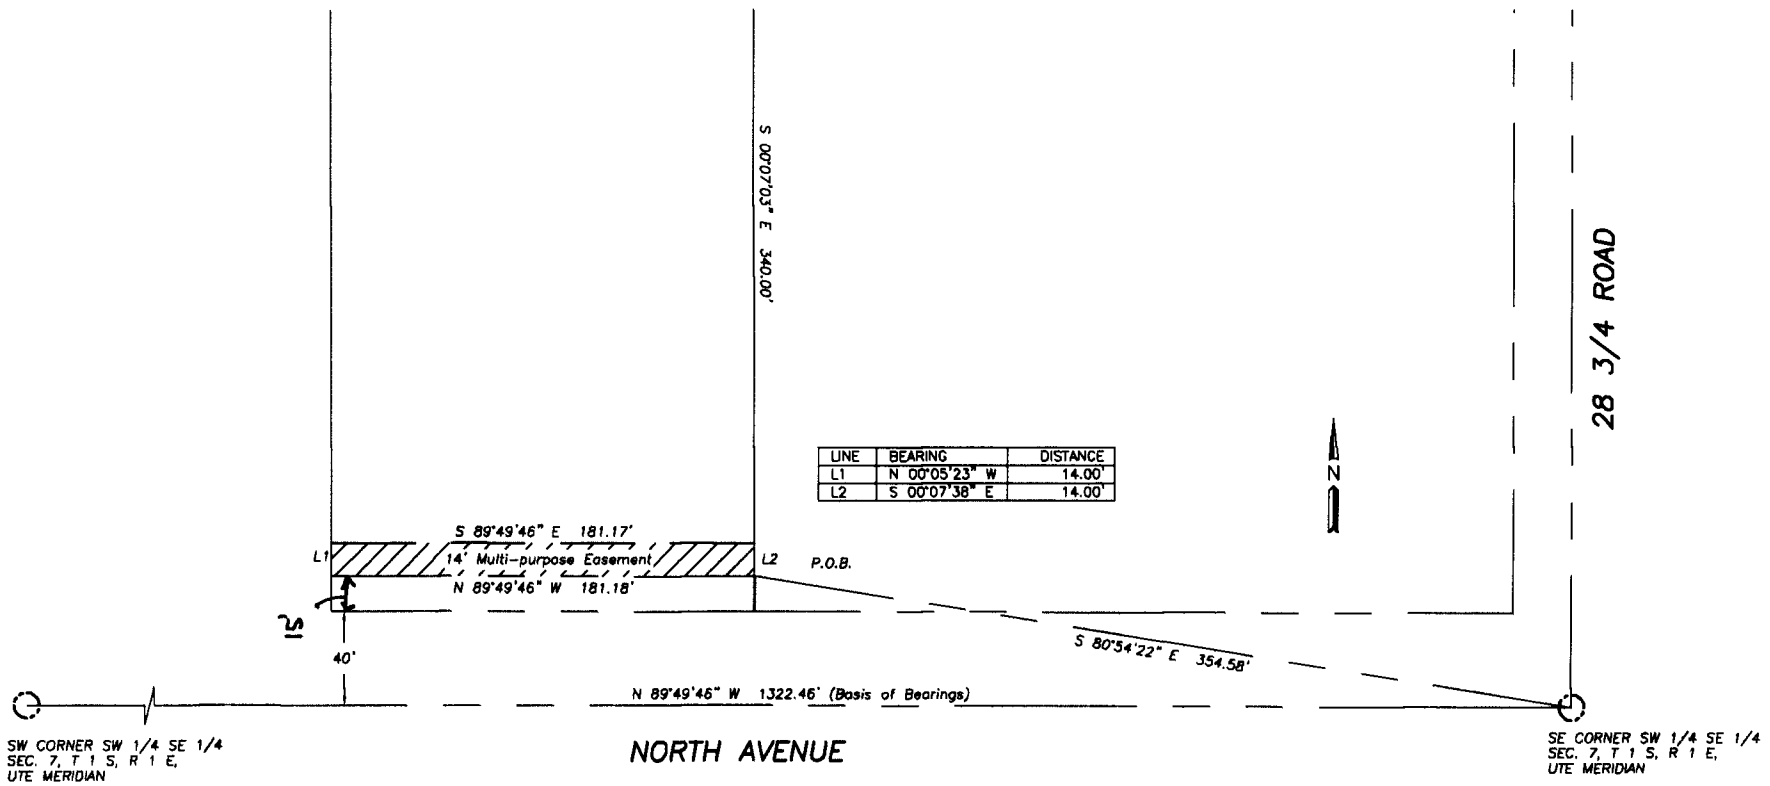 S 00°07'03" E 340.00'
28 3/4 ROAD
LINE BEARING DISTANCE
L1 N 00°05'23" W 14.00'
L2 S 00°07'38" E 14.00'
N
S 89°49'46" E 181.17'
L1
14' Multi-purpose Easement
L2
P.O.B.
N 89°49'46" W 181.18'
S 80°54'22" E 354.58'
40'
N 89°49'46" W 1322.46' (Basis of Bearings)
SW CORNER SW 1/4 SE 1/4
SEC. 7, T 1 S, R 1 E,
UTE MERIDIAN
NORTH AVENUE
SE CORNER SW 1/4 SE 1/4
SEC. 7, T 1 S, R 1 E,
UTE MERIDIAN